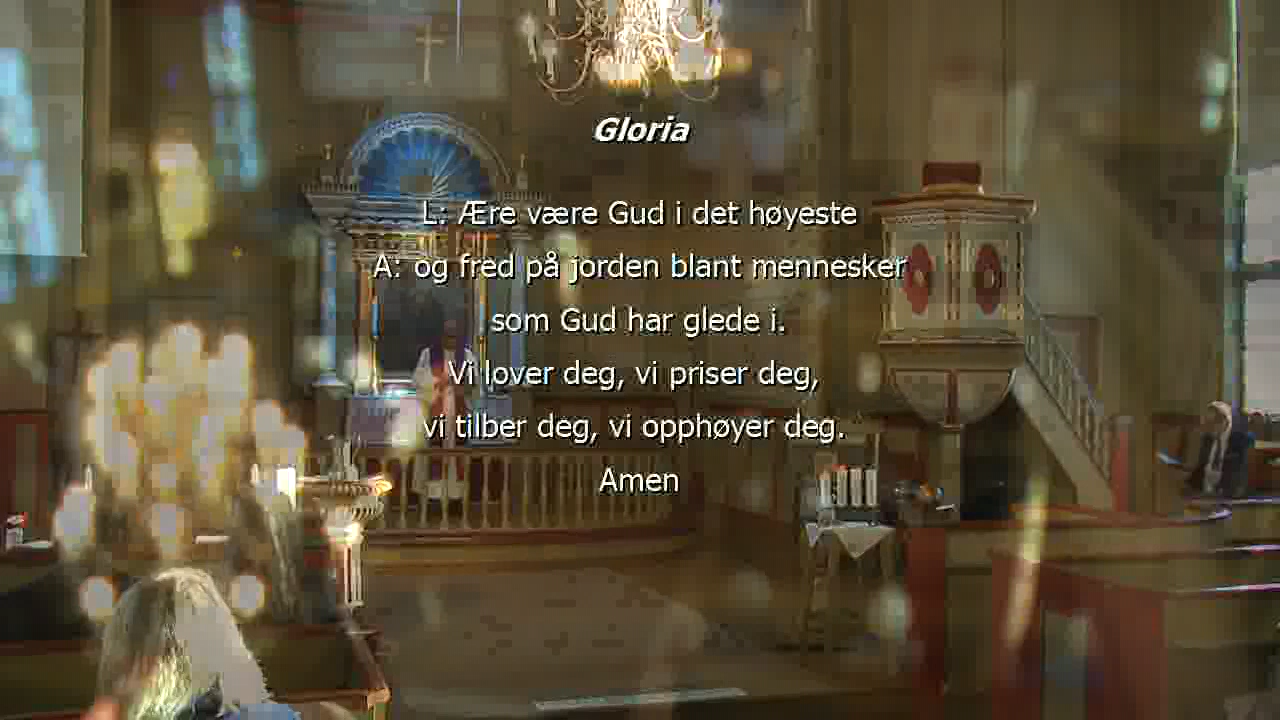 Gloria
L: Ære være Gud i det høyeste
A: og fred på jorden blant mennesker
som Gud har glede i.
Vi lover deg, vi priser deg,
vi tilber deg, vi opphøyer deg.
Amen